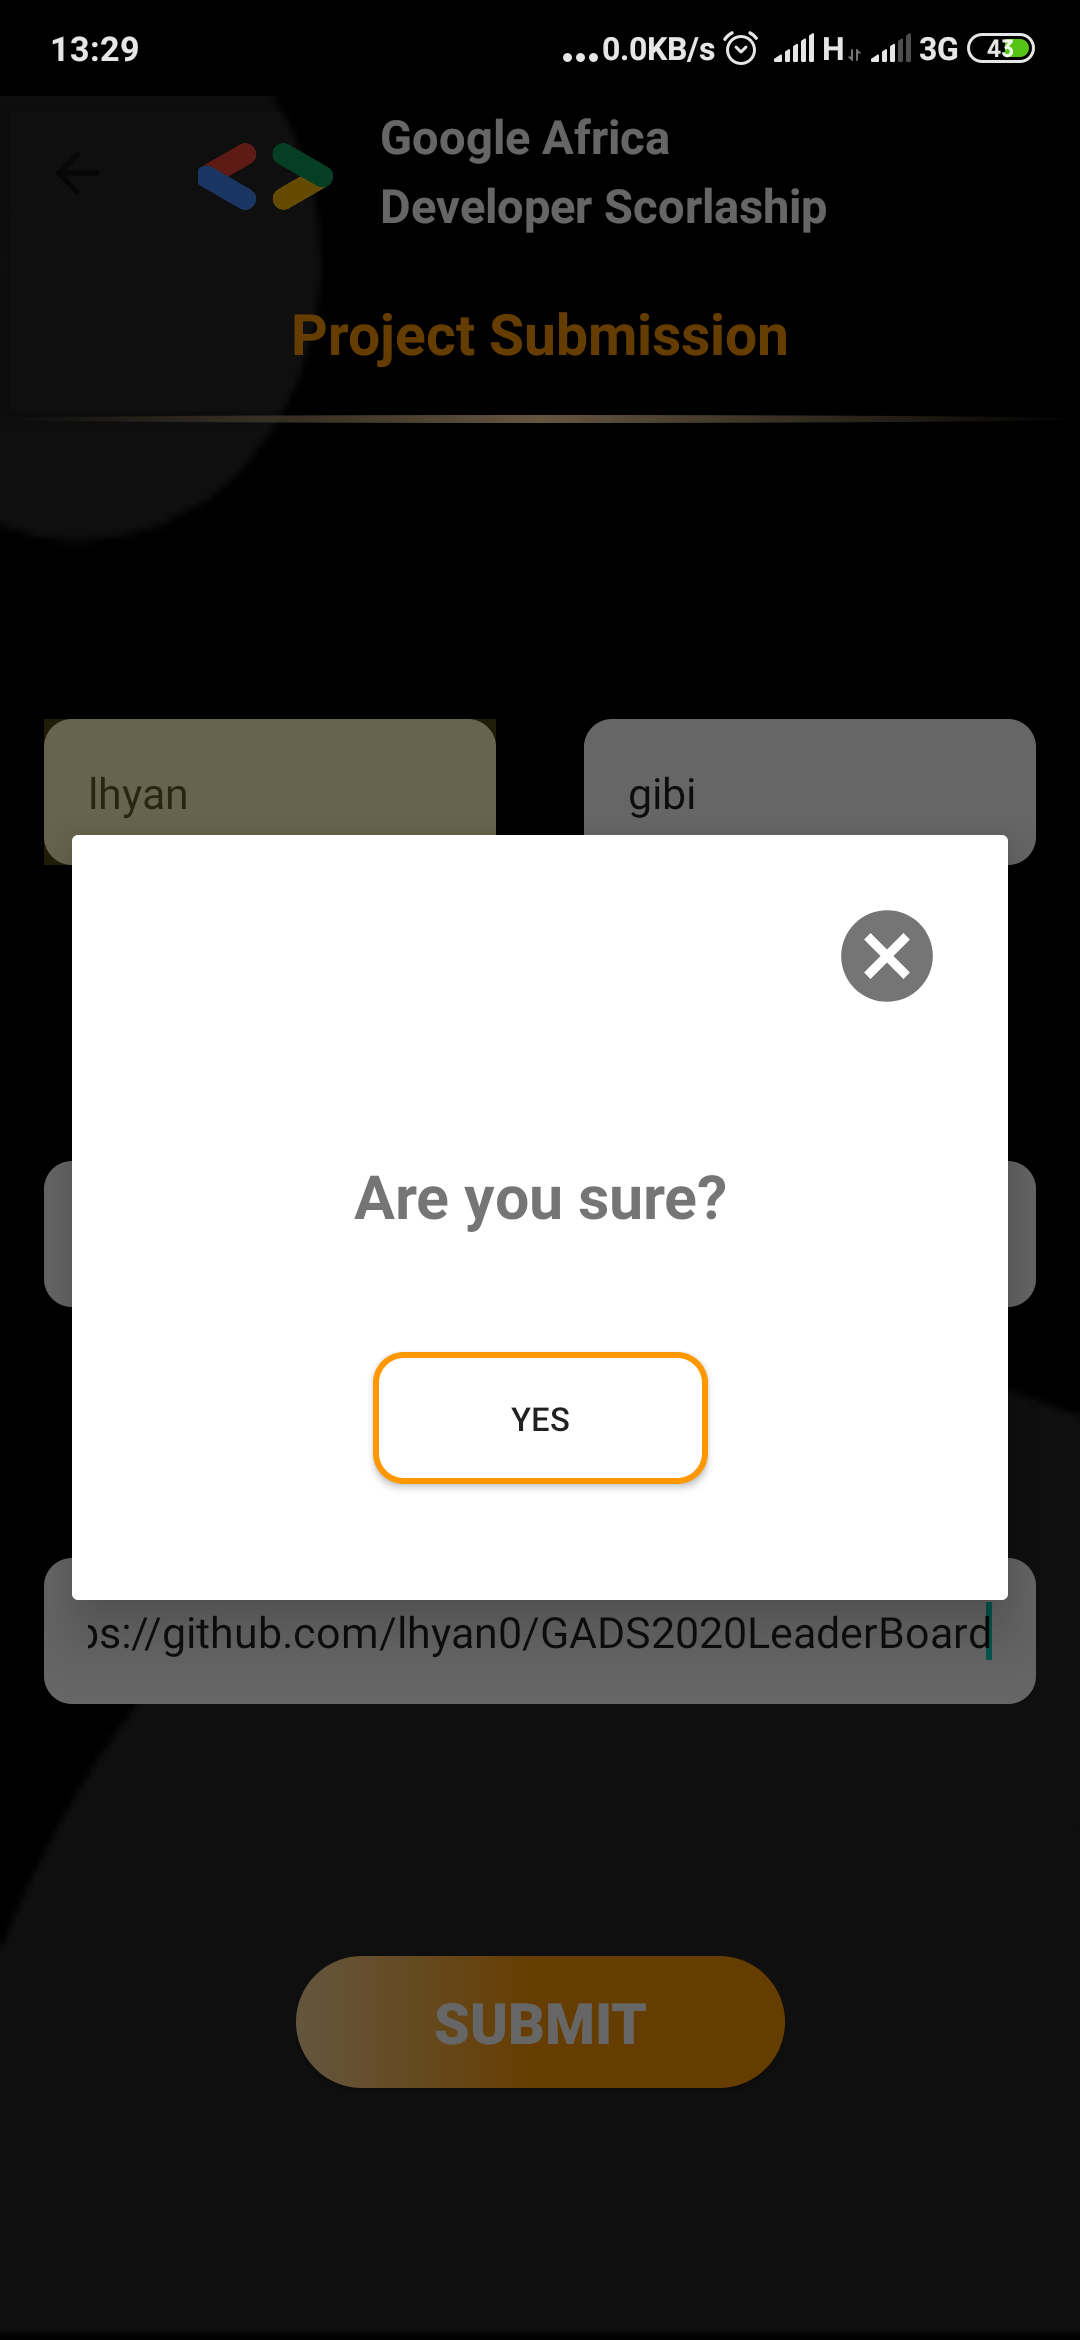 13:29
...0.0KB/s H 3G 43
Google Africa
Developer Scorlaship
Project Submission
lhyan
gibi
Are you sure?
YES
ps://github.com/lhyan0/GADS2020LeaderBoard
SUBMIT